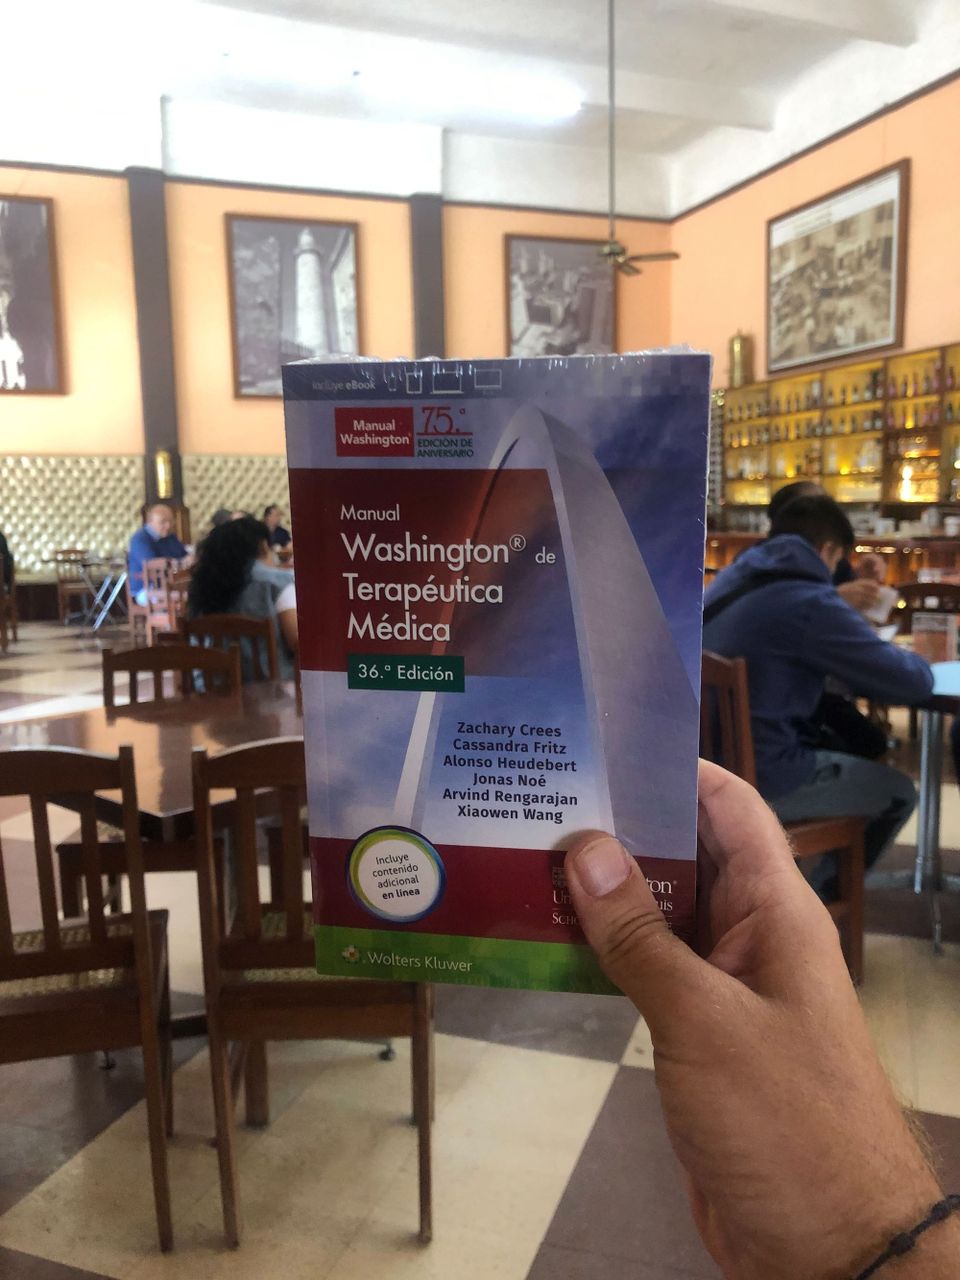 Incluye eBook
Manual
Washington®
75.ª
EDICIÓN DE
ANIVERSARIO
Manual
Washington® de
Terapéutica
Médica
36.ª Edición
Zachary Crees
Cassandra Fritz
Alonso Heudebert
Jonas Noé
Arvind Rengarajan
Xiaowen Wang
Incluye
contenido
adicional
en línea
Wolters Kluwer